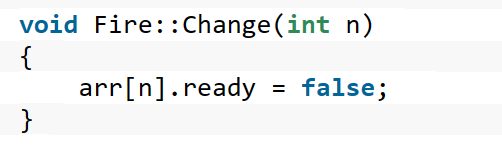 void Fire::Change(int n)
{
    arr[n].ready = false;
}